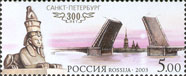 САНКТ-ПЕТЕРБУРГ
300
РОССИЯ ROSSIJA • 2003 5.00